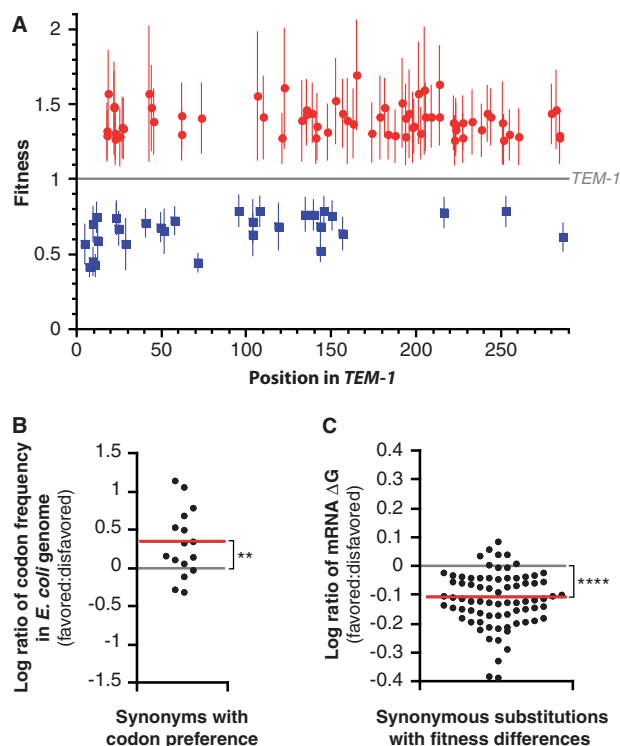 A
2
1.5
1
0.5
0
Fitness
TEM-1
0
50
100
150
200
250
Position in TEM-1
B
Log ratio of codon frequency
in E. coli genome
(favored:disfavored)
1.5
1
0.5
0
-0.5
-1
-1.5
**
Synonyms with
codon preference
C
Log ratio of mRNA ΔG
(favored:disfavored)
0.4
0.3
0.2
0.1
0
-0.1
-0.2
-0.3
-0.4
****
Synonymous substitutions
with fitness differences